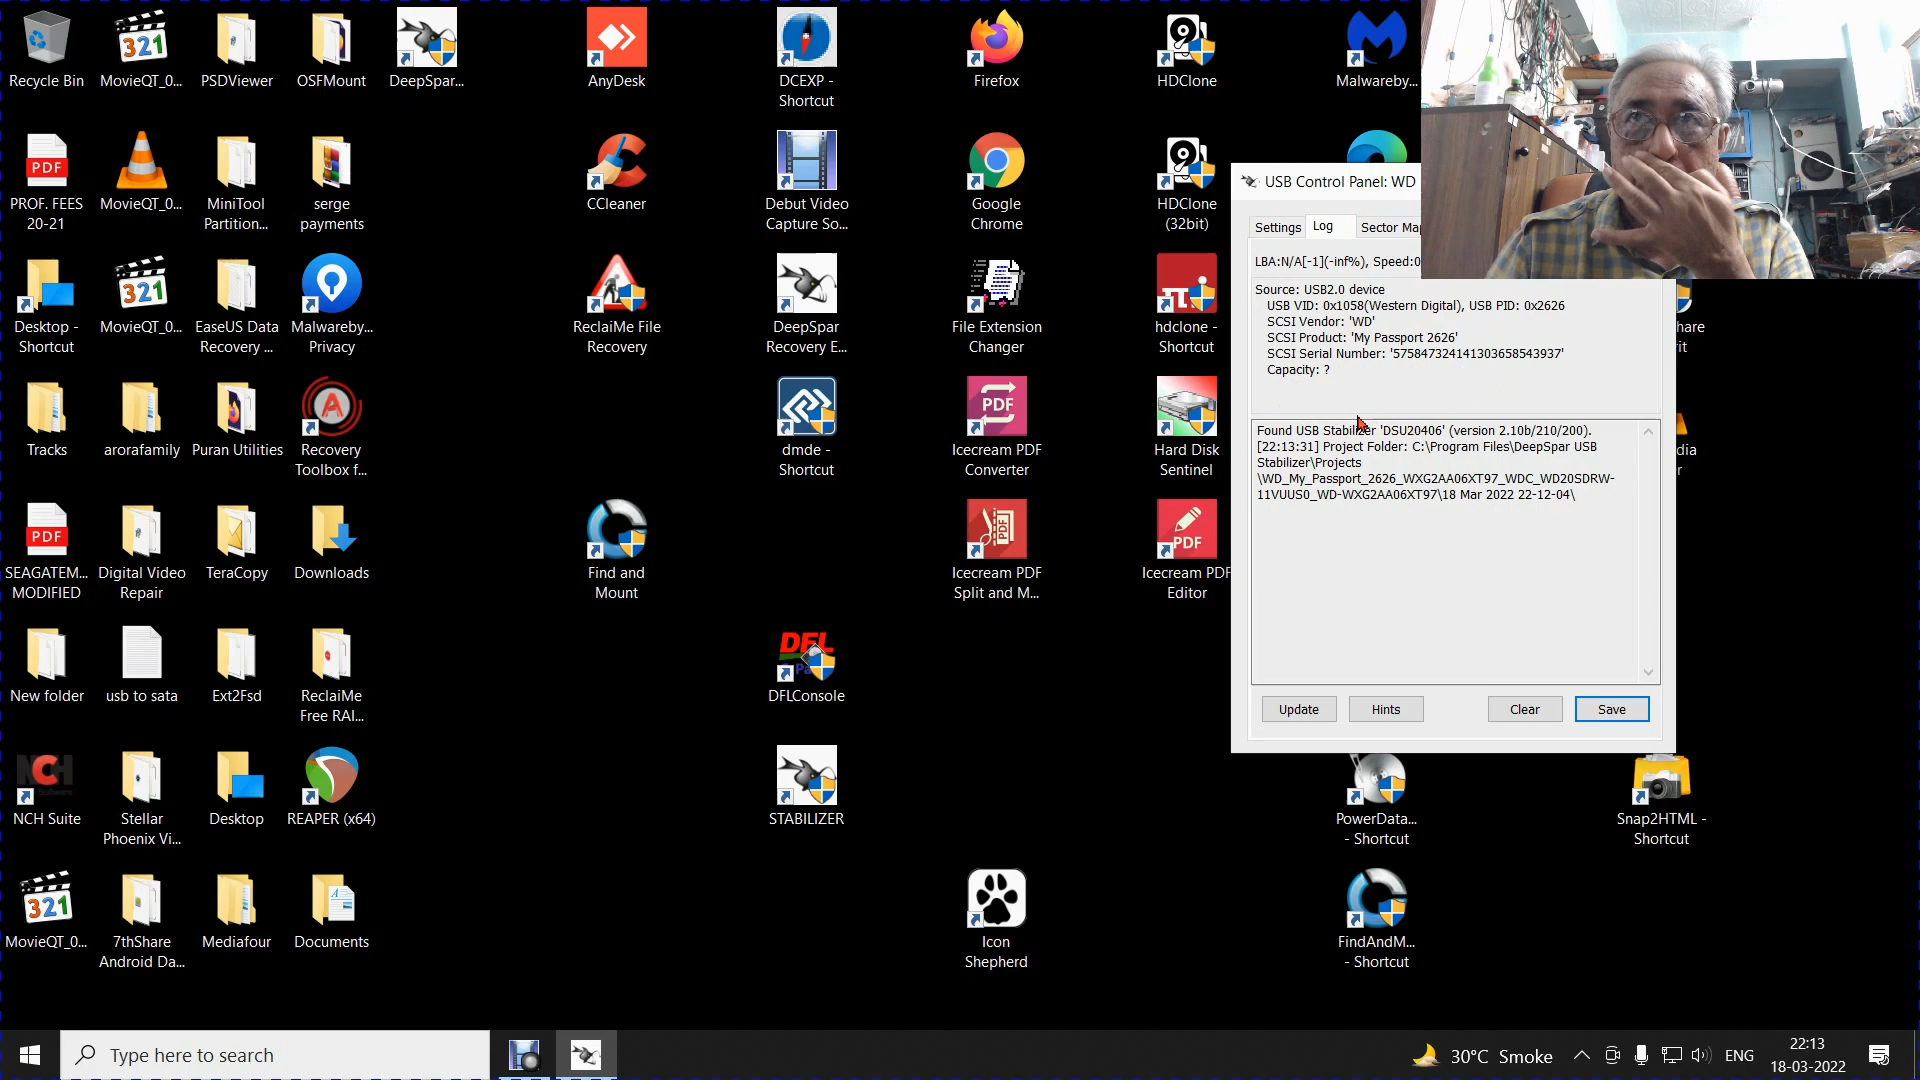 Recycle Bin
MovieQT_0...
PSDViewer
OSFMount
DeepSpar...
AnyDesk
DCEXP -
Shortcut
Firefox
HDClone
Malwareby...
PDF
PROF. FEES
20-21
MovieQT_0...
MiniTool
Partition...
serge
payments
CCleaner
Debut Video
Capture So...
Google
Chrome
HDClone
(32bit)
USB Control Panel: WD
Settings
Log
Sector Map
LBA:N/A[-1](-inf%), Speed:0
Source: USB2.0 device
USB VID: 0x1058(Western Digital), USB PID: 0x2626
SCSI Vendor: 'WD'
SCSI Product: 'My Passport 2626'
SCSI Serial Number: '575847324141303658543937'
Capacity: ?
Found USB Stabilizer 'DSU20406' (version 2.10b/210/200).
[22:13:31] Project Folder: C:\Program Files\DeepSpar USB
Stabilizer\Projects
\WD_My_Passport_2626_WXG2AA06XT97_WDC_WD20SDRW-
11VUUS0_WD-WXG2AA06XT97\18 Mar 2022 22-12-04\
Update
Hints
Clear
Save
Desktop -
Shortcut
MovieQT_0...
EaseUS Data
Recovery ...
Malwareby...
Privacy
ReclaiMe File
Recovery
DeepSpar
Recovery E...
File Extension
Changer
hdclone -
Shortcut
Tracks
arorafamily
Puran Utilities
Recovery
Toolbox f...
dmde -
Shortcut
PDF
Icecream PDF
Converter
Hard Disk
Sentinel
PDF
SEAGATEM...
MODIFIED
Digital Video
Repair
TeraCopy
Downloads
Find and
Mount
Icecream PDF
Split and M...
PDF
Icecream PDF
Editor
New folder
usb to sata
Ext2Fsd
ReclaiMe
Free RAI...
DFL
DFLConsole
NCH Suite
Stellar
Phoenix Vi...
Desktop
REAPER (x64)
STABILIZER
PowerData...
- Shortcut
Snap2HTML -
Shortcut
321
MovieQT_0...
7thShare
Android Da...
Mediafour
Documents
Icon
Shepherd
FindAndM...
- Shortcut
Type here to search
30°C Smoke
ENG
22:13
18-03-2022